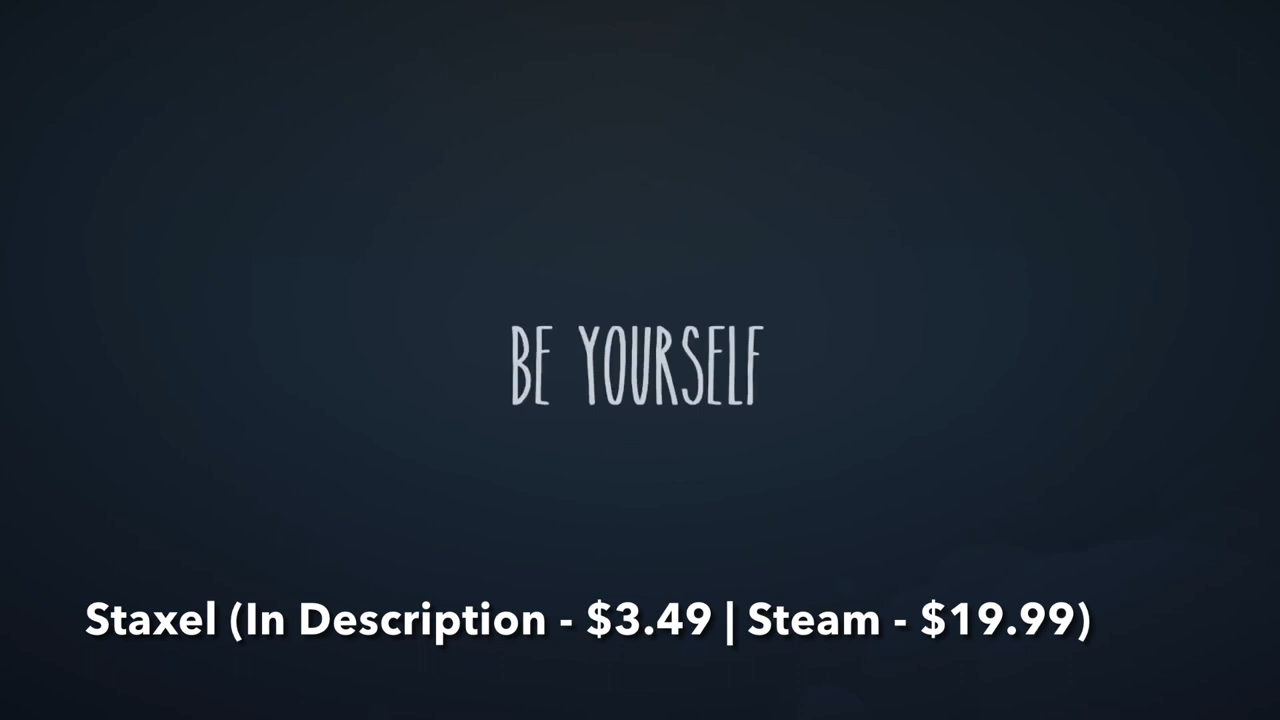 BE YOURSELF
Staxel (In Description - $3.49 | Steam - $19.99)